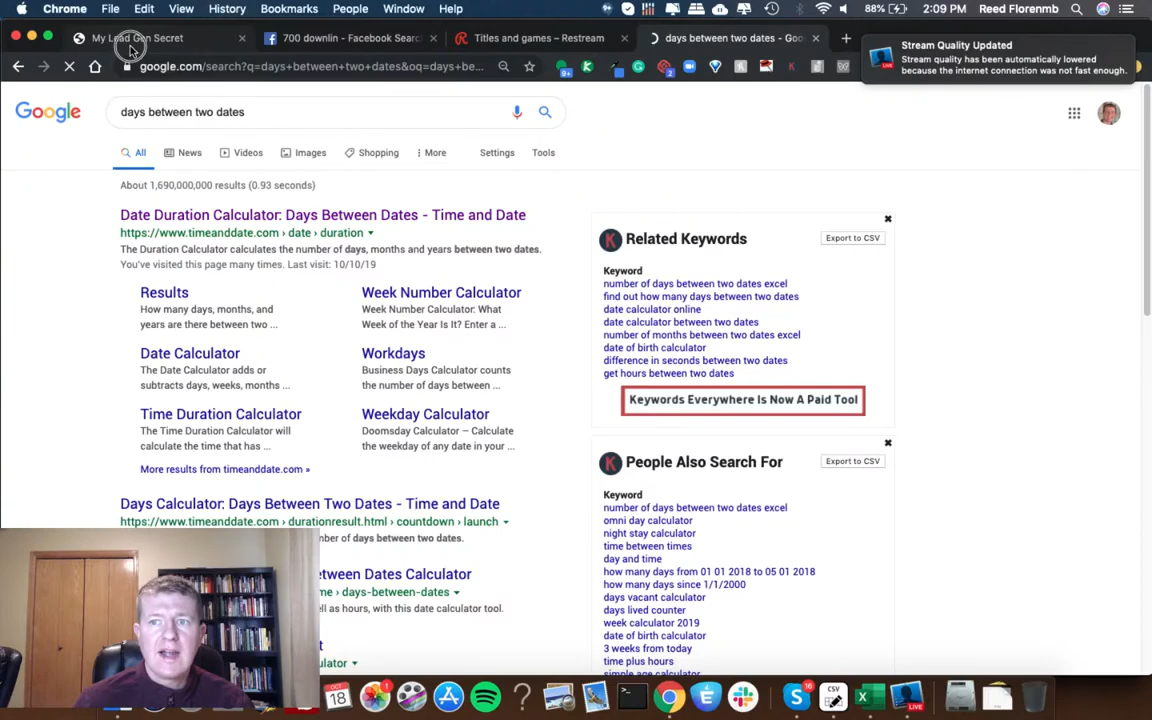 Chrome File Edit View History Bookmarks People Window Help 88% 2:09 PM Reed Florenmb
My Lead Gen Secret 700 downlin - Facebook Searc Titles and games – Restream days between two dates - Goo
Stream Quality Updated
Stream quality has been automatically lowered
because the internet connection was not fast enough.
google.com/search?q=days+between+two+dates&oq=days+be...
Google days between two dates
All News Videos Images Shopping More Settings Tools
About 1,690,000,000 results (0.93 seconds)
Date Duration Calculator: Days Between Dates - Time and Date
https://www.timeanddate.com › date › duration
The Duration Calculator calculates the number of days, months and years between two dates.
You've visited this page many times. Last visit: 10/10/19
Results
How many days, months, and
years are there between two ...
Week Number Calculator
Week Number Calculator: What
Week of the Year Is It? Enter a ...
Date Calculator
The Date Calculator adds or
subtracts days, weeks, months ...
Workdays
Business Days Calculator counts
the number of days between ...
Time Duration Calculator
The Time Duration Calculator will
calculate the time that has ...
Weekday Calculator
Doomsday Calculator – Calculate
the weekday of any date in your ...
More results from timeanddate.com »
Days Calculator: Days Between Two Dates - Time and Date
https://www.timeanddate.com › durationresult.html › countdown › launch
mber of days between two dates.
tween Dates Calculator
me › days-between-dates
ell as hours, with this date calculator tool.
t
lator
Related Keywords
Export to CSV
Keyword
number of days between two dates excel
find out how many days between two dates
date calculator online
date calculator between two dates
number of months between two dates excel
date of birth calculator
difference in seconds between two dates
get hours between two dates
Keywords Everywhere Is Now A Paid Tool
People Also Search For
Export to CSV
Keyword
number of days between two dates excel
omni day calculator
night stay calculator
time between times
day and time
how many days from 01 01 2018 to 05 01 2018
how many days since 1/1/2000
days vacant calculator
days lived counter
week calculator 2019
date of birth calculator
3 weeks from today
time plus hours
simple age calculator
OCT
18
16
CSV
LIVE